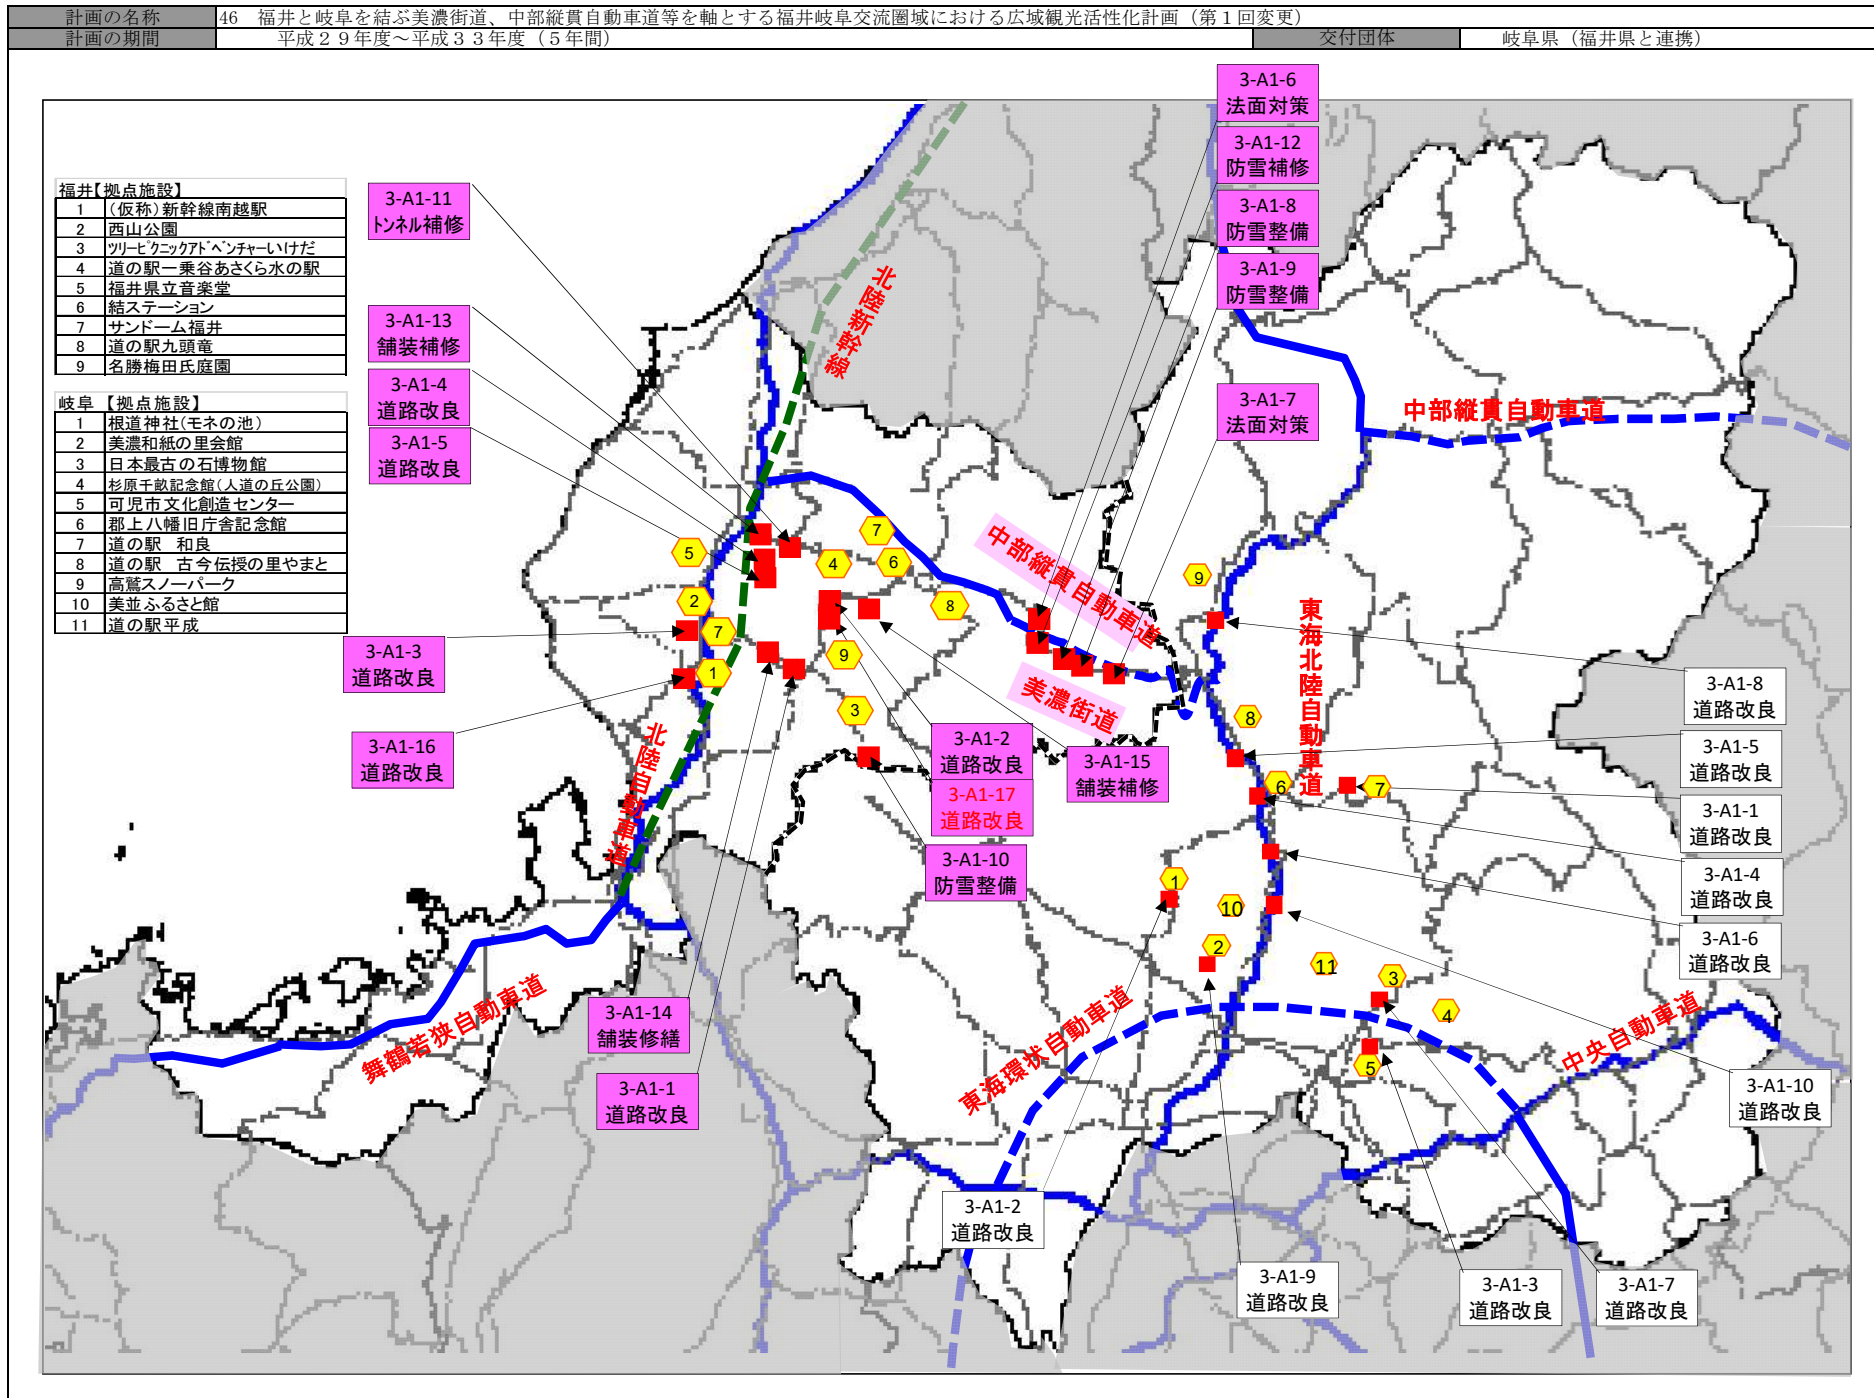 計画の名称
46　福井と岐阜を結ぶ美濃街道、中部縦貫自動車道等を軸とする福井岐阜交流圏域における広域観光活性化計画（第１回変更）
計画の期間
平成２９年度～平成３３年度（５年間）
交付団体
岐阜県（福井県と連携）
福井【拠点施設】
1 （仮称）新幹線南越駅
2 西山公園
3 ﾂﾘｰﾋﾟｸﾆｯｸｱﾄﾞﾍﾞﾝﾁｬｰいけだ
4 道の駅一乗谷あさくら水の駅
5 福井県立音楽堂
6 結ステーション
7 サンドーム福井
8 道の駅九頭竜
9 名勝梅田氏庭園
岐阜 【拠点施設】
1 根道神社（モネの池）
2 美濃和紙の里会館
3 日本最古の石博物館
4 杉原千畝記念館（人道の丘公園）
5 可児市文化創造センター
6 郡上八幡旧庁舎記念館
7 道の駅　和良
8 道の駅　古今伝授の里やまと
9 高鷲スノーパーク
10 美並ふるさと館
11 道の駅平成
3-A1-11
トンネル補修
3-A1-13
舗装補修
3-A1-4
道路改良
3-A1-5
道路改良
3-A1-3
道路改良
3-A1-16
道路改良
3-A1-14
舗装修繕
3-A1-1
道路改良
3-A1-6
法面対策
3-A1-12
防雪補修
3-A1-8
防雪整備
3-A1-9
防雪整備
3-A1-7
法面対策
3-A1-2
道路改良
3-A1-17
道路改良
3-A1-10
防雪整備
3-A1-15
舗装補修
3-A1-8
道路改良
3-A1-5
道路改良
3-A1-1
道路改良
3-A1-4
道路改良
3-A1-6
道路改良
3-A1-10
道路改良
3-A1-2
道路改良
3-A1-9
道路改良
3-A1-3
道路改良
3-A1-7
道路改良
北陸新幹線
中部縦貫自動車道
中部縦貫自動車道
美濃街道
東海北陸自動車道
北陸自動車道
舞鶴若狭自動車道
東海環状自動車道
中央自動車道
5
2
7
1
7
4
6
8
9
3
9
8
6
7
1
10
2
11
3
4
5